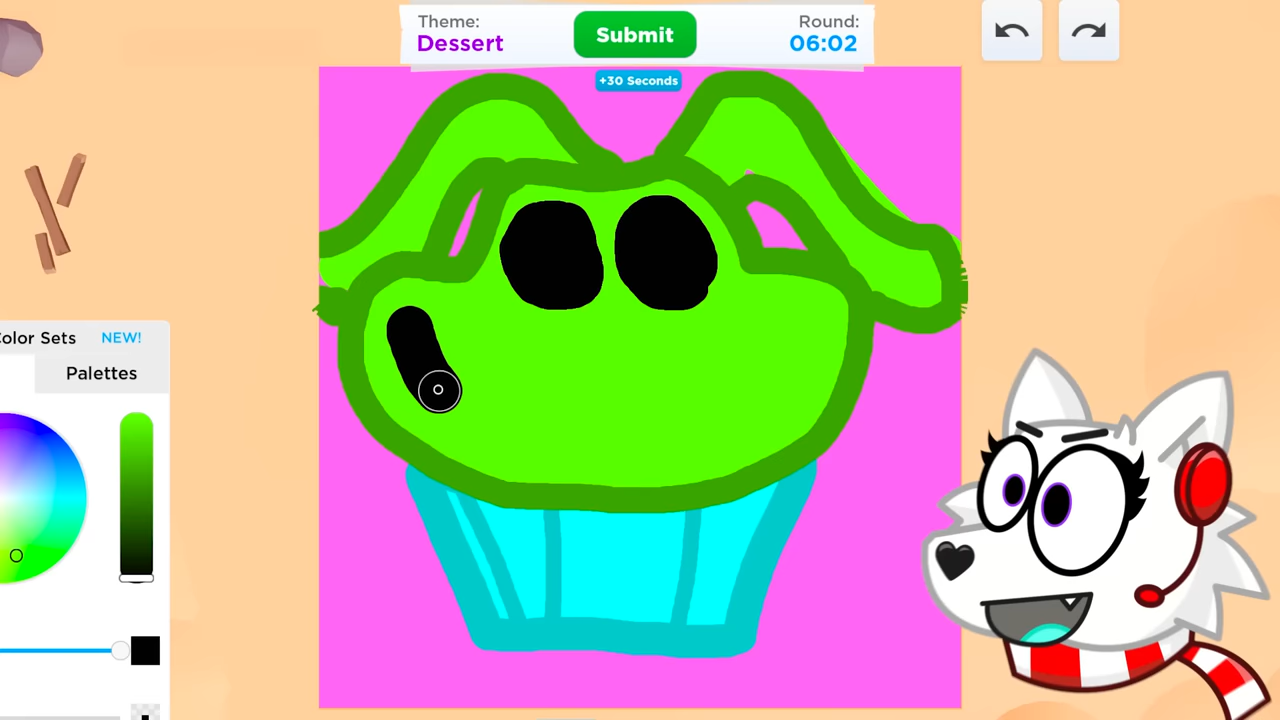 Theme:
Dessert
Submit
Round:
06:02
+30 Seconds
Color Sets
NEW!
Palettes